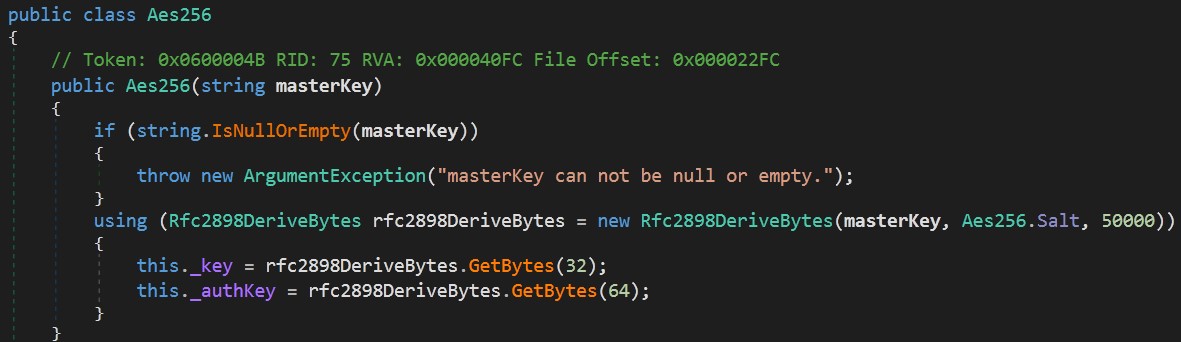 public class Aes256
{
// Token: 0x0600004B RID: 75 RVA: 0x000040FC File Offset: 0x000022FC
public Aes256(string masterKey)
{
if (string.IsNullOrEmpty(masterKey))
{
throw new ArgumentException("masterKey can not be null or empty.");
}
using (Rfc2898DeriveBytes rfc2898DeriveBytes = new Rfc2898DeriveBytes(masterKey, Aes256.Salt, 50000))
{
this._key = rfc2898DeriveBytes.GetBytes(32);
this._authKey = rfc2898DeriveBytes.GetBytes(64);
}
}